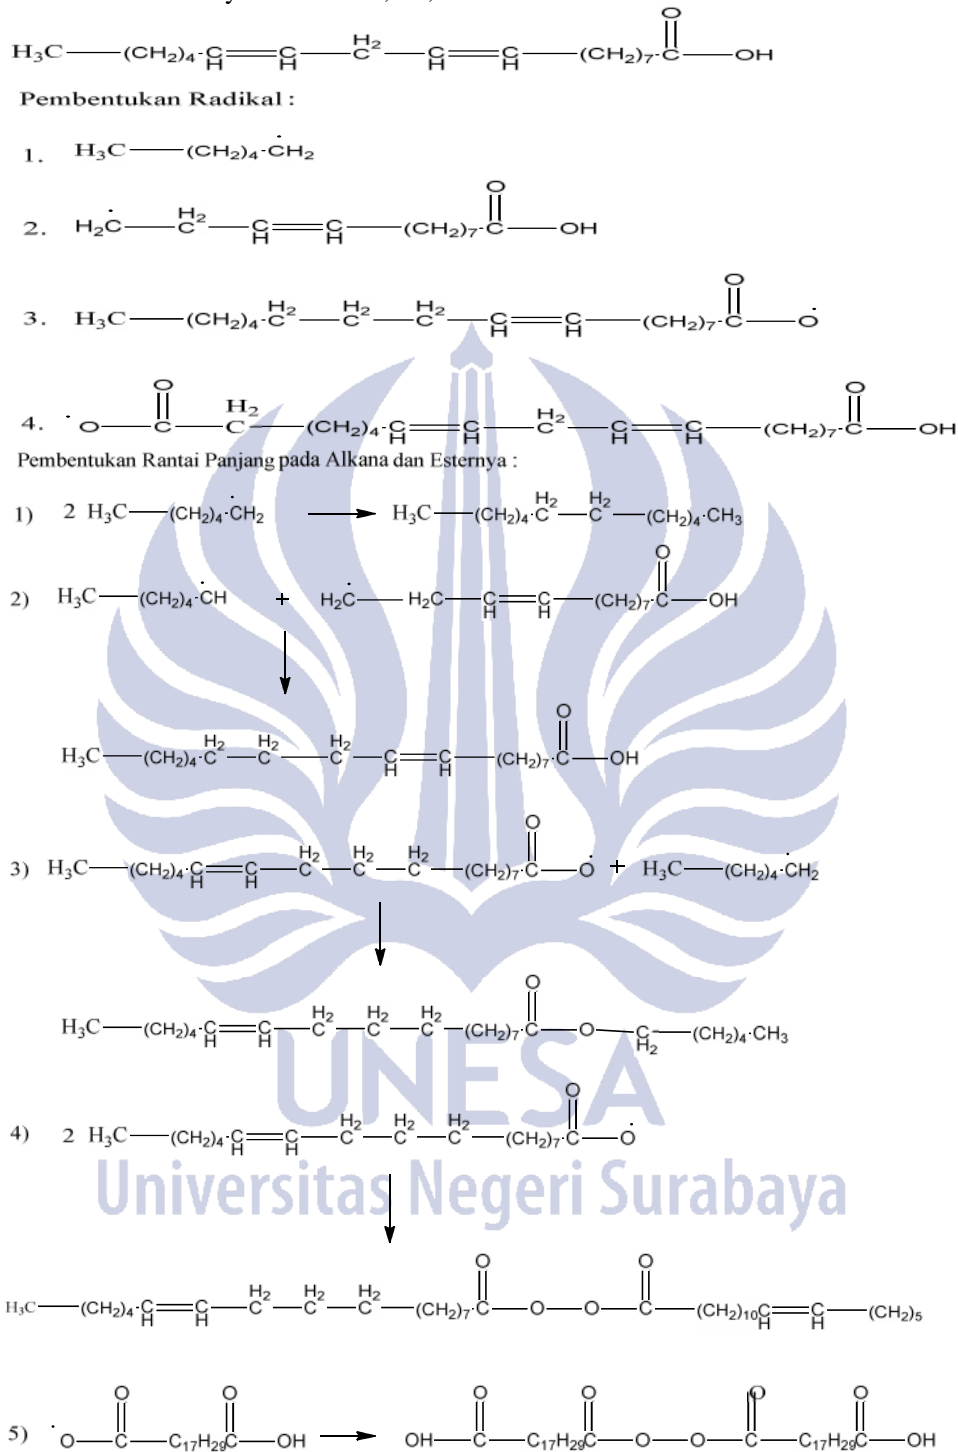 H₃C—(CH₂)₄-CH=CH-CH₂-CH=CH-(CH₂)₇-C(=O)-OH
Pembentukan Radikal :
1. H₃C—(CH₂)₄-ĊH₂
2. H₂Ċ—CH₂—CH=CH—(CH₂)₇-C(=O)—OH
3. H₃C—(CH₂)₄-CH₂—CH₂—CH₂—CH=CH—(CH₂)₇-C(=O)—O˙
4. ˙O—C(=O)—CH₂—(CH₂)₄-CH=CH—CH₂—CH=CH—(CH₂)₇-C(=O)—OH
Pembentukan Rantai Panjang pada Alkana dan Esternya :
1) 2 H₃C—(CH₂)₄-ĊH₂ → H₃C—(CH₂)₄-CH₂—CH₂—(CH₂)₄-CH₃
2) H₃C—(CH₂)₄-ĊH + H₂Ċ—H₂C—CH=CH—(CH₂)₇-C(=O)—OH
↓
H₃C—(CH₂)₄-CH₂—CH₂—CH₂—CH=CH—(CH₂)₇-C(=O)—OH
3) H₃C—(CH₂)₄-CH=CH—CH₂—CH₂—CH₂—(CH₂)₇-C(=O)—O˙ + H₃C—(CH₂)₄-ĊH₂
↓
H₃C—(CH₂)₄-CH=CH—CH₂—CH₂—CH₂—(CH₂)₇-C(=O)—O—CH₂—(CH₂)₄-CH₃
UNESA
4) 2 H₃C—(CH₂)₄-CH=CH—CH₂—CH₂—CH₂—(CH₂)₇-C(=O)—O˙
Universitas Negeri Surabaya
↓
H₃C—(CH₂)₄-CH=CH—CH₂—CH₂—CH₂—(CH₂)₇-C(=O)—O—O—C(=O)—(CH₂)₁₀CH=CH—(CH₂)₅
5) ˙O—C(=O)—C₁₇H₂₉C(=O)—OH → OH—C(=O)—C₁₇H₂₉C(=O)—O—O—C(=O)—C₁₇H₂₉C(=O)—OH